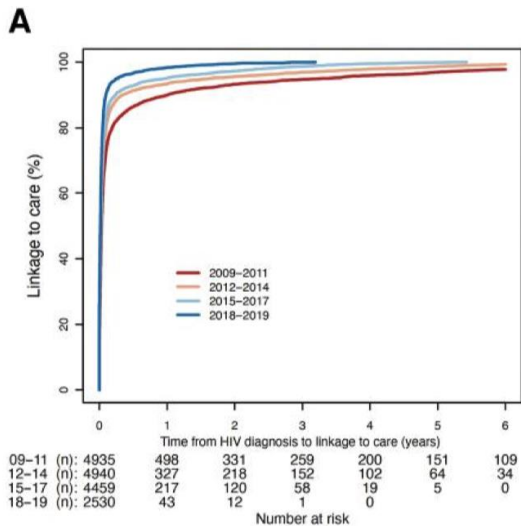 A
Linkage to care (%)
100
80
60
40
20
0
2009–2011
2012–2014
2015–2017
2018–2019
0 1 2 3 4 5 6
Time from HIV diagnosis to linkage to care (years)
09–11 (n): 4935 498 331 259 200 151 109
12–14 (n): 4940 327 218 152 102 64 34
15–17 (n): 4459 217 120 58 19 5 0
18–19 (n): 2530 43 12 1 0
Number at risk